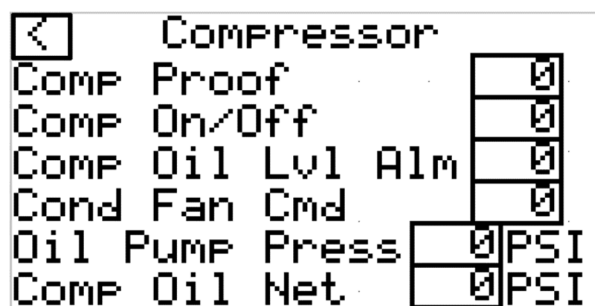 < Compressor
Comp Proof 0
Comp On/Off 0
Comp Oil Lvl Alm 0
Cond Fan Cmd 0
Oil Pump Press 0 PSI
Comp Oil Net 0 PSI